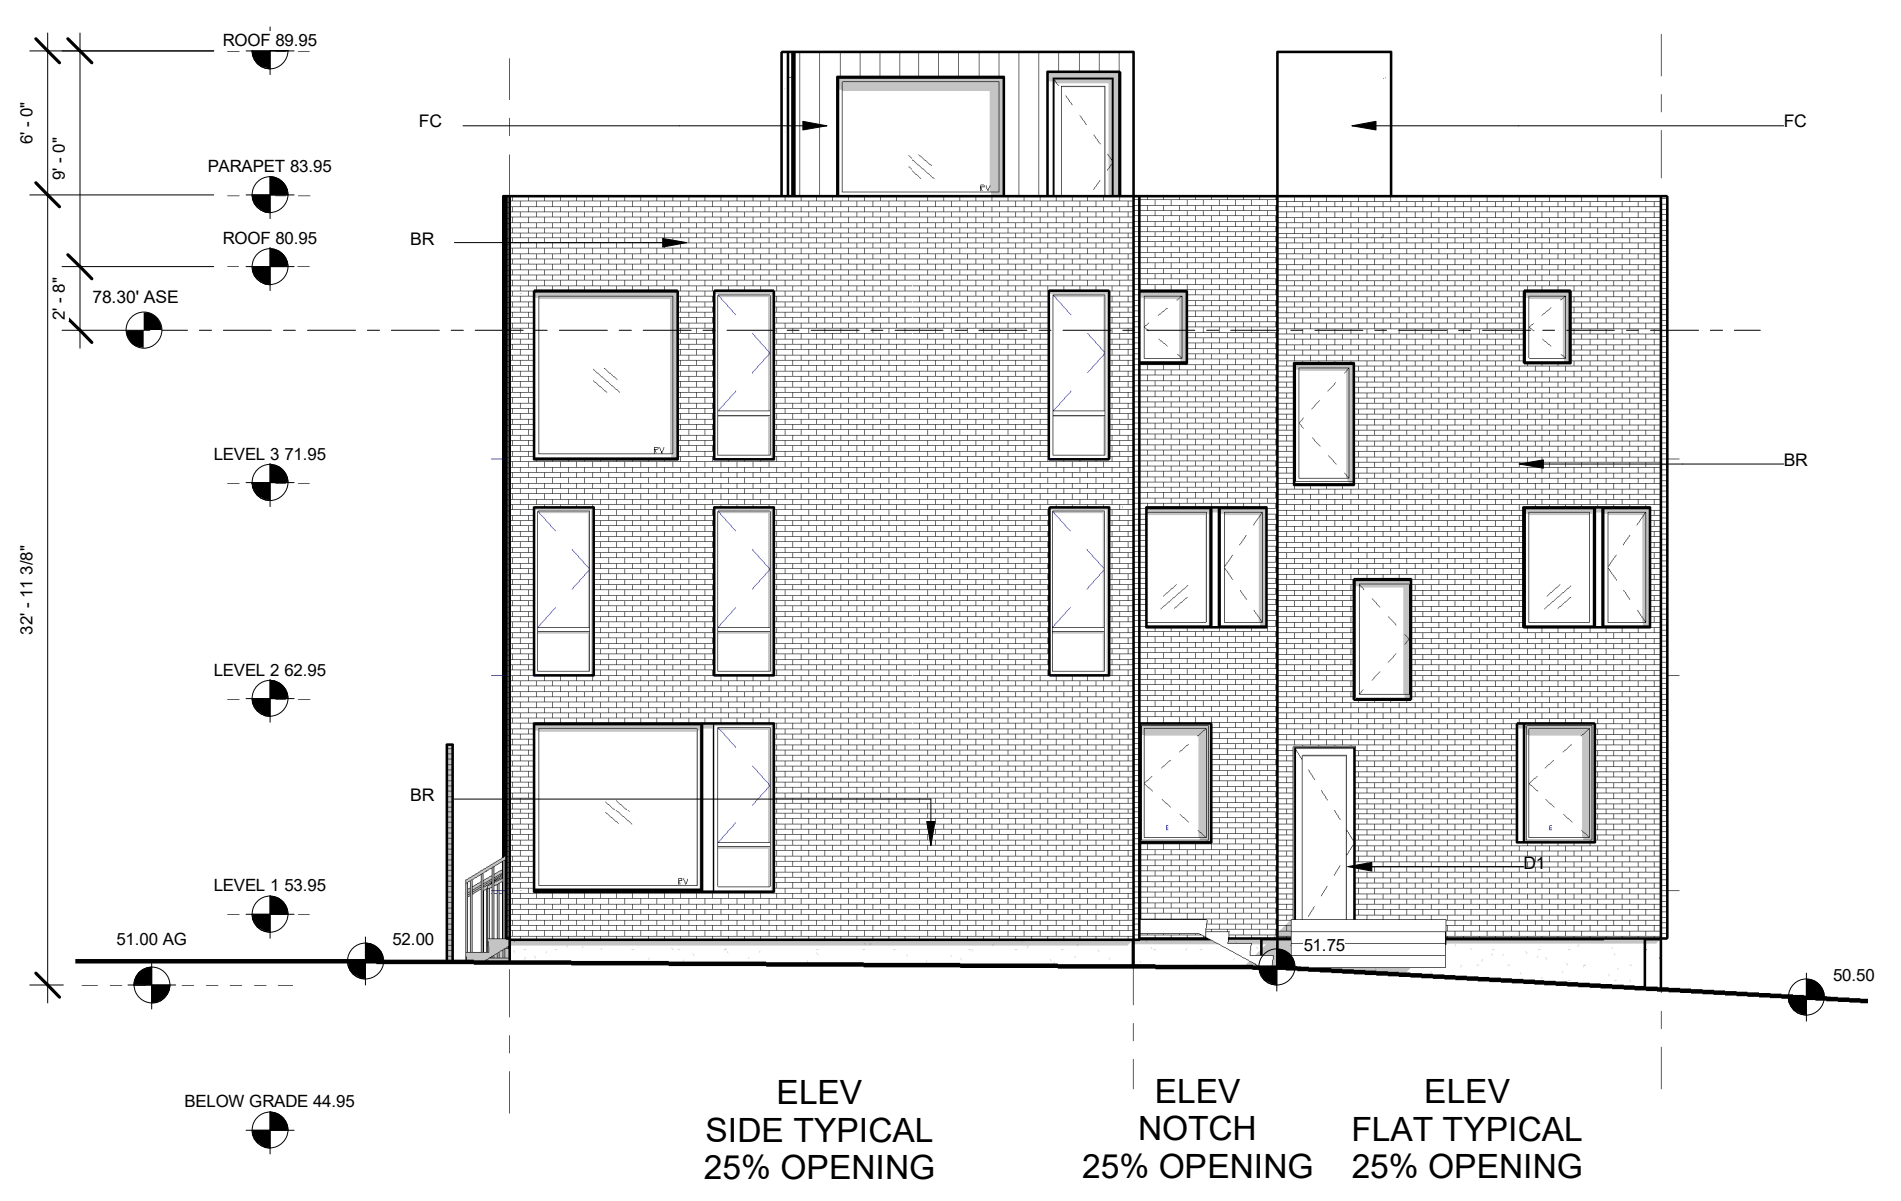 ROOF 89.95
6' - 0"
9' - 0"
FC
FC
PARAPET 83.95
PV
ROOF 80.95
BR
2' - 8"
78.30' ASE
PV
LEVEL 3 71.95
BR
32' - 11 3/8"
LEVEL 2 62.95
BR
E
E
D1
PV
LEVEL 1 53.95
51.00 AG
52.00
51.75
50.50
BELOW GRADE 44.95
ELEV
SIDE TYPICAL
25% OPENING
ELEV
NOTCH
25% OPENING
ELEV
FLAT TYPICAL
25% OPENING